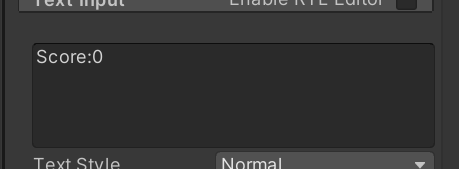 Text Input Enable RTL Editor
Score:0
Text Style Normal